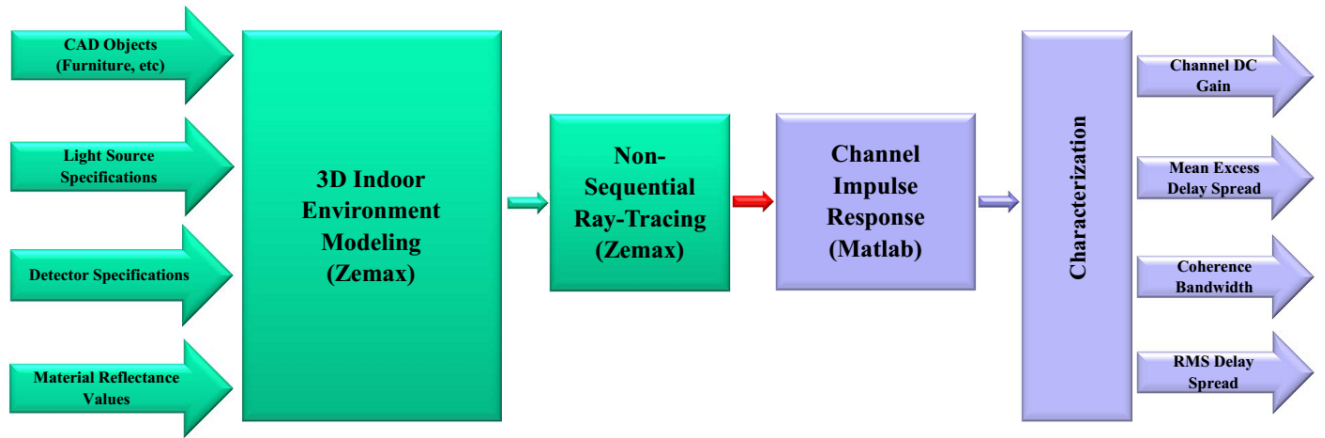 CAD Objects
(Furniture, etc)
Light Source
Specifications
Detector Specifications
Material Reflectance
Values
3D Indoor
Environment
Modeling
(Zemax)
Non-
Sequential
Ray-Tracing
(Zemax)
Channel
Impulse
Response
(Matlab)
Characterization
Channel DC
Gain
Mean Excess
Delay Spread
Coherence
Bandwidth
RMS Delay
Spread